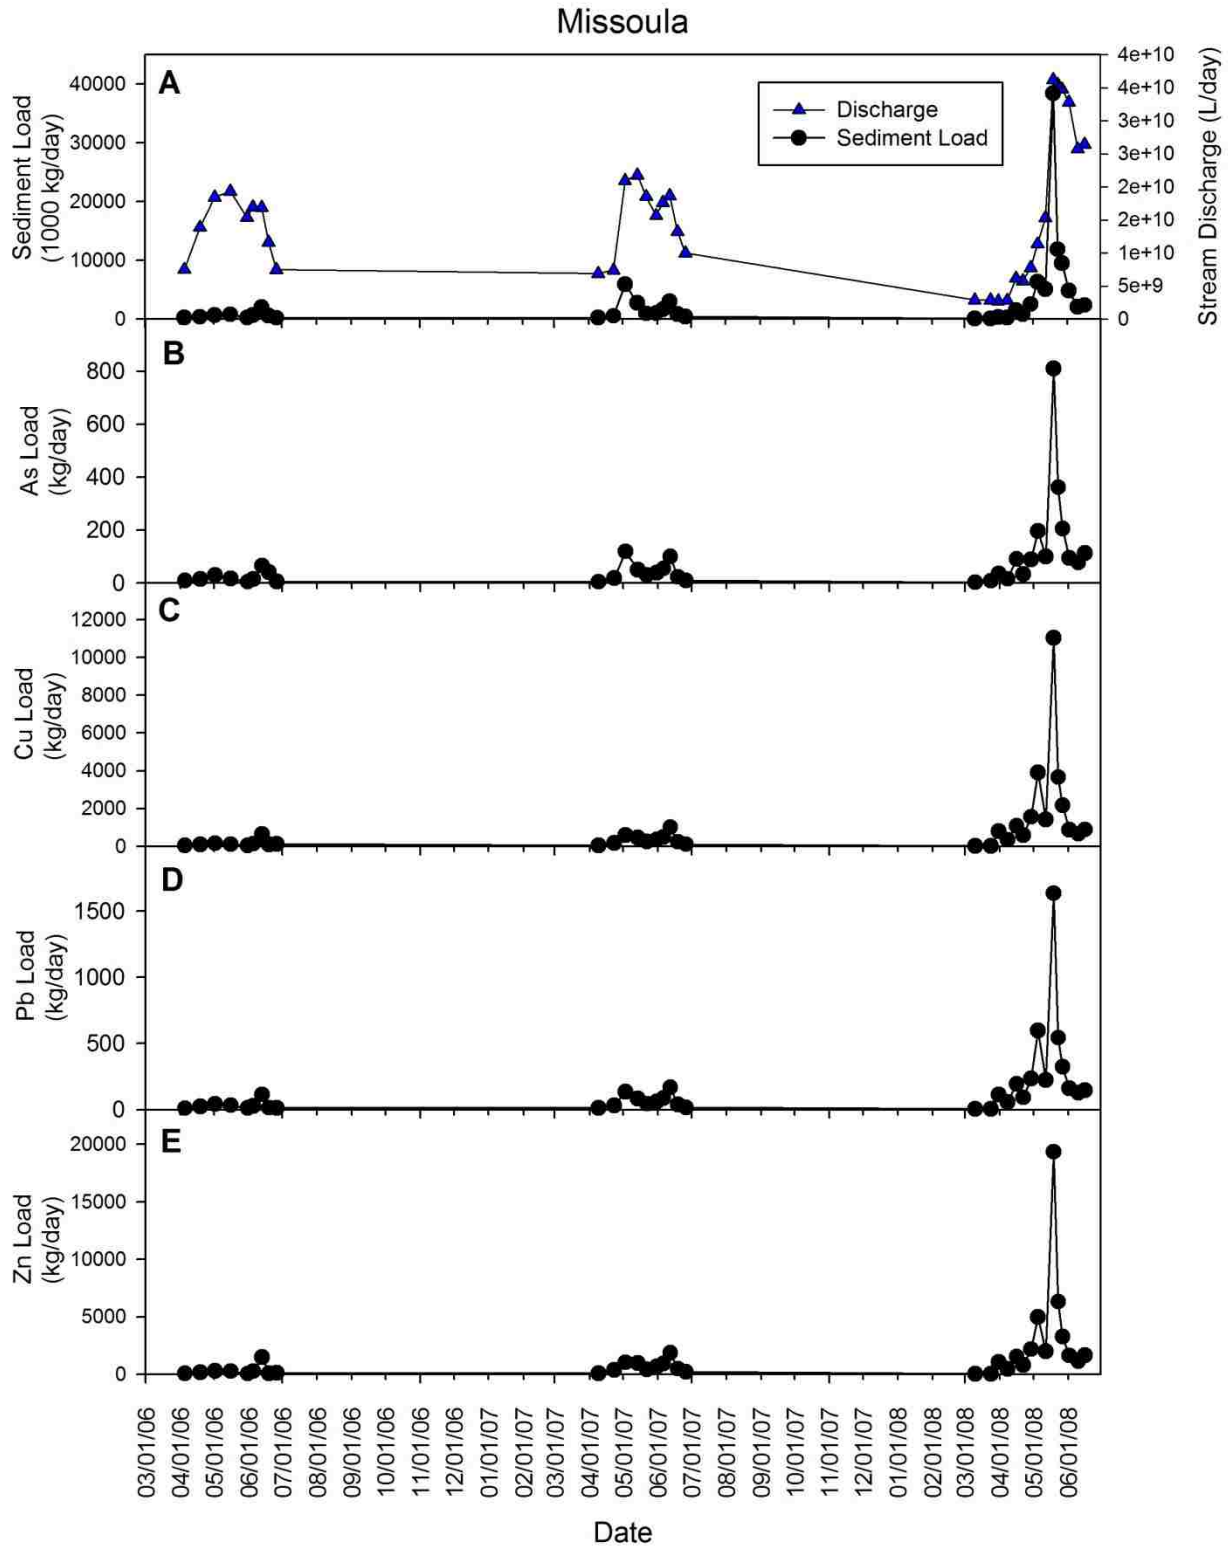 Missoula
A
Sediment Load
(1000 kg/day)
40000
30000
20000
10000
0
Discharge
Sediment Load
4e+10
4e+10
3e+10
3e+10
2e+10
2e+10
1e+10
5e+9
0
Stream Discharge (L/day)
B
As Load
(kg/day)
800
600
400
200
0
C
Cu Load
(kg/day)
12000
10000
8000
6000
4000
2000
0
D
Pb Load
(kg/day)
1500
1000
500
0
E
Zn Load
(kg/day)
20000
15000
10000
5000
0
03/01/06
04/01/06
05/01/06
06/01/06
07/01/06
08/01/06
09/01/06
10/01/06
11/01/06
12/01/06
01/01/07
02/01/07
03/01/07
04/01/07
05/01/07
06/01/07
07/01/07
08/01/07
09/01/07
10/01/07
11/01/07
12/01/07
01/01/08
02/01/08
03/01/08
04/01/08
05/01/08
06/01/08
Date